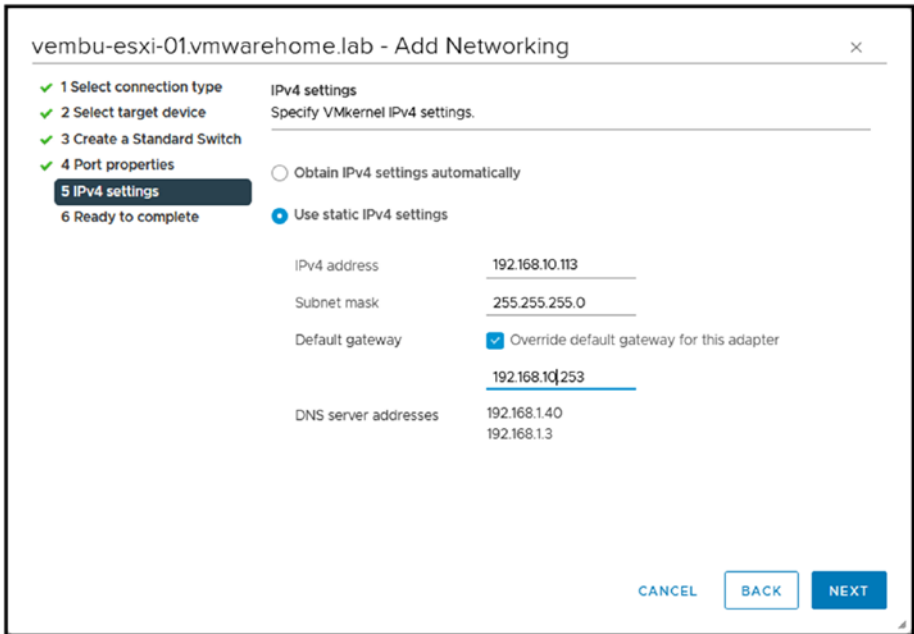 vembu-esxi-01.vmwarehome.lab - Add Networking
1 Select connection type
2 Select target device
3 Create a Standard Switch
4 Port properties
5 IPv4 settings
6 Ready to complete
IPv4 settings
Specify VMkernel IPv4 settings.
Obtain IPv4 settings automatically
Use static IPv4 settings
IPv4 address 192.168.10.113
Subnet mask 255.255.255.0
Default gateway Override default gateway for this adapter
192.168.10.253
DNS server addresses 192.168.1.40
192.168.1.3
CANCEL BACK NEXT